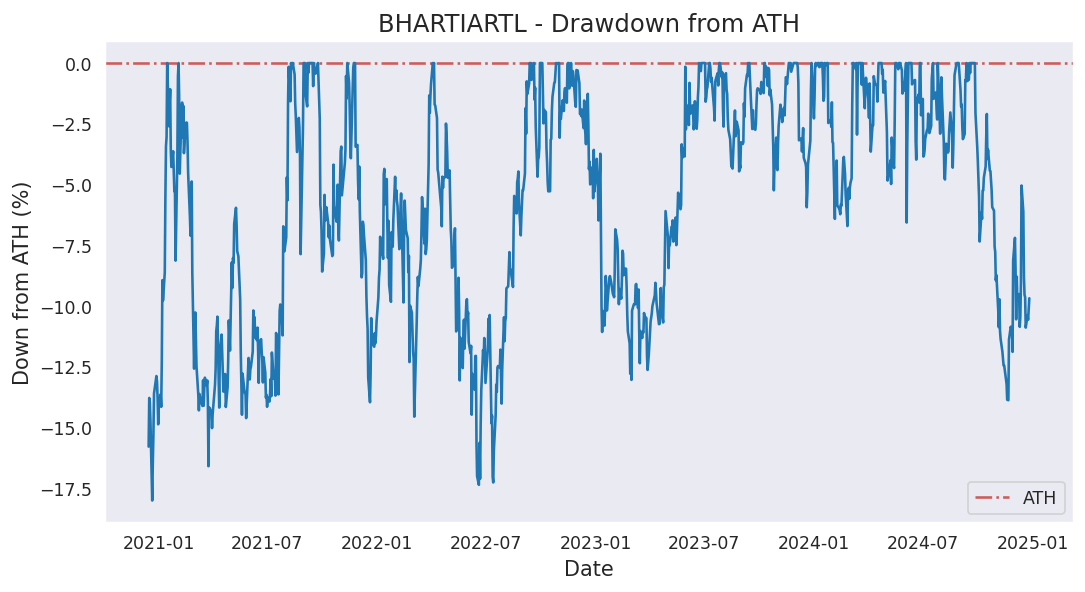 BHARTIARTL - Drawdown from ATH
Down from ATH (%)
0.0
−2.5
−5.0
−7.5
−10.0
−12.5
−15.0
−17.5
ATH
2021-01 2021-07 2022-01 2022-07 2023-01 2023-07 2024-01 2024-07 2025-01
Date